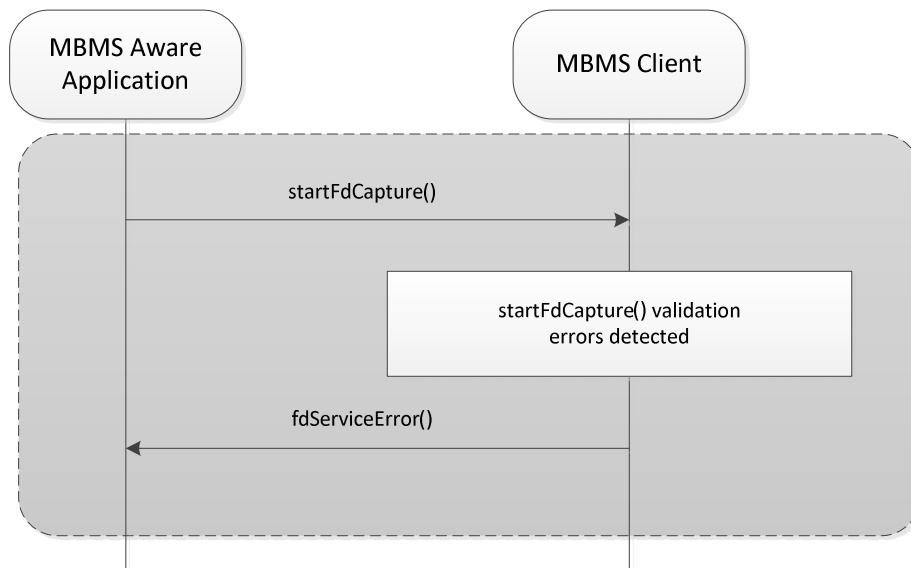 MBMS Aware
Application
MBMS Client
startFdCapture()
startFdCapture() validation
errors detected
fdServiceError()